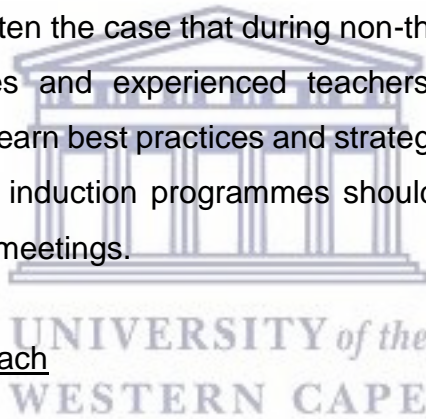 ten the case that during non-th
es and experienced teachers
earn best practices and strateg
induction programmes should
meetings.
UNIVERSITY of the
ach
WESTERN CAPE